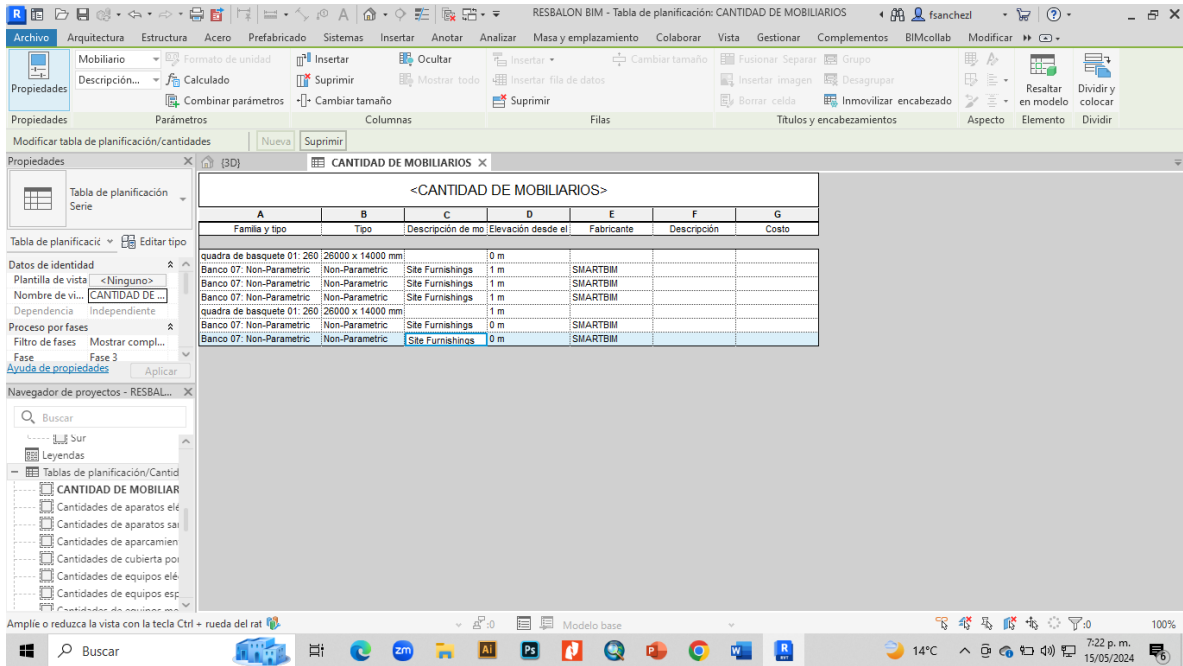 RESBALON BIM - Tabla de planificación: CANTIDAD DE MOBILIARIOS fsanchezl
Archivo Arquitectura Estructura Acero Prefabricado Sistemas Insertar Anotar Analizar Masa y emplazamiento Colaborar Vista Gestionar Complementos BIMcollab Modificar
Propiedades
Mobiliario Formato de unidad Insertar Ocultar Insertar Cambiar tamaño Fusionar Separar Grupo
Descripción... Calculado Suprimir Mostrar todo Insertar fila de datos Insertar imagen Desagrupar
Combinar parámetros Cambiar tamaño Suprimir Borrar celda Inmovilizar encabezado
Resaltar en modelo
Dividir y colocar
Propiedades Parámetros Columnas Filas Títulos y encabezamientos Aspecto Elemento Dividir
Modificar tabla de planificación/cantidades Nueva Suprimir
Propiedades
{3D} CANTIDAD DE MOBILIARIOS
Tabla de planificación
Serie
Tabla de planificació Editar tipo
Datos de identidad
Plantilla de vista <Ninguno>
Nombre de vi... CANTIDAD DE ...
Dependencia Independiente
Proceso por fases
Filtro de fases Mostrar compl...
Fase Fase 3
Ayuda de propiedades Aplicar
<CANTIDAD DE MOBILIARIOS>
A B C D E F G
Familia y tipo Tipo Descripción de mo Elevación desde el Fabricante Descripción Costo
quadra de basquete 01: 260 26000 x 14000 mm 0 m
Banco 07: Non-Parametric Non-Parametric Site Furnishings 1 m SMARTBIM
Banco 07: Non-Parametric Non-Parametric Site Furnishings 1 m SMARTBIM
Banco 07: Non-Parametric Non-Parametric Site Furnishings 1 m SMARTBIM
quadra de basquete 01: 260 26000 x 14000 mm 1 m
Banco 07: Non-Parametric Non-Parametric Site Furnishings 0 m SMARTBIM
Banco 07: Non-Parametric Non-Parametric Site Furnishings 0 m SMARTBIM
Navegador de proyectos - RESBAL...
Buscar
Sur
Leyendas
Tablas de planificación/Cantid
CANTIDAD DE MOBILIAR
Cantidades de aparatos elé
Cantidades de aparatos sa
Cantidades de aparcamien
Cantidades de cubierta po
Cantidades de equipos elé
Cantidades de equipos esp
Amplíe o reduzca la vista con la tecla Ctrl + rueda del rat :0 Modelo base :0 100%
Buscar zm Ai Ps 14°C 7:22 p. m.
15/05/2024